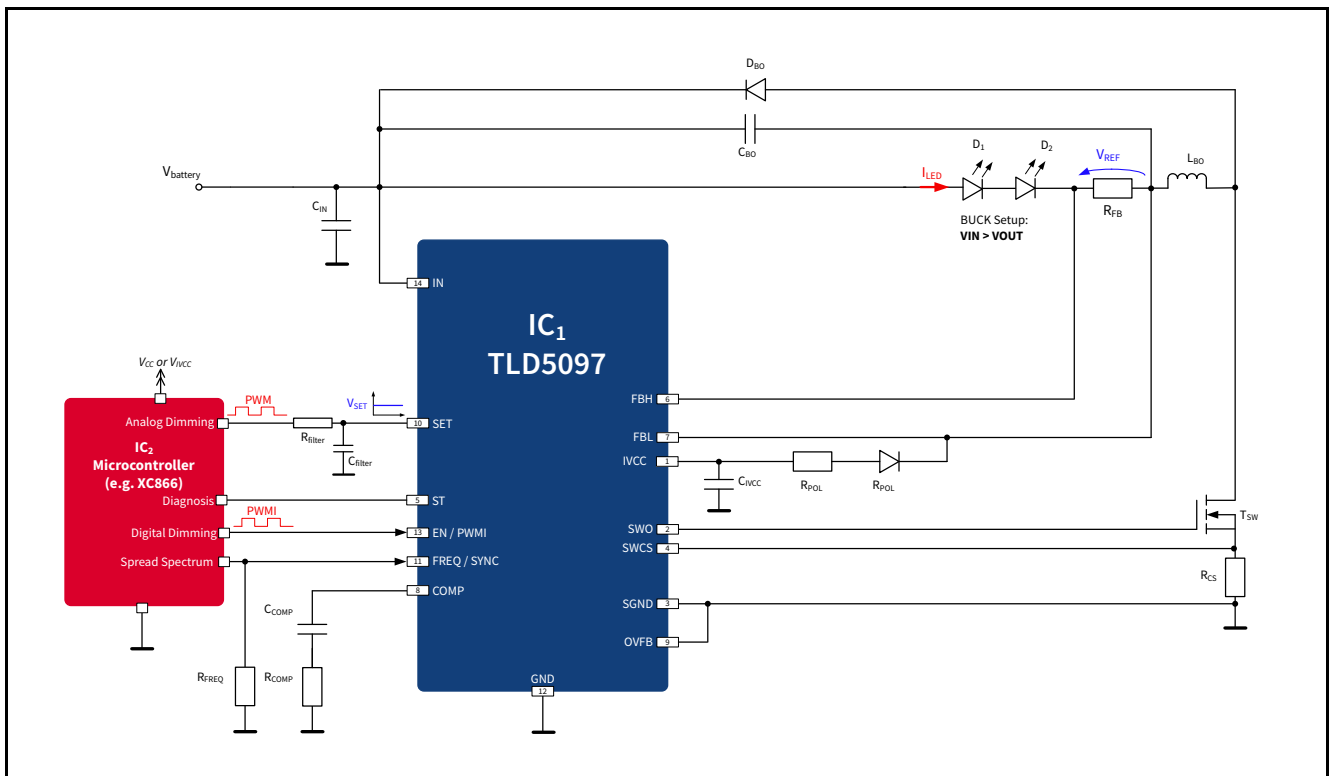 DBO
CBO
D1
D2
VREF
LBO
Vbattery
ILED
RFB
CIN
BUCK Setup:
VIN > VOUT
14 IN
IC1
TLD5097
VCC or VIVCC
PWM
VSET
FBH 6
Analog Dimming
10 SET
Rfilter
FBL 7
IC2
Microcontroller
(e.g. XC866)
Cfilter
IVCC 1
CIVCC
RPOL
RPOL
Diagnosis
5 ST
PWMI
TSW
Digital Dimming
13 EN / PWMI
SWO 2
SWCS 4
Spread Spectrum
11 FREQ / SYNC
RCS
8 COMP
CCOMP
SGND 3
OVFB 9
RFREQ
RCOMP
GND
12